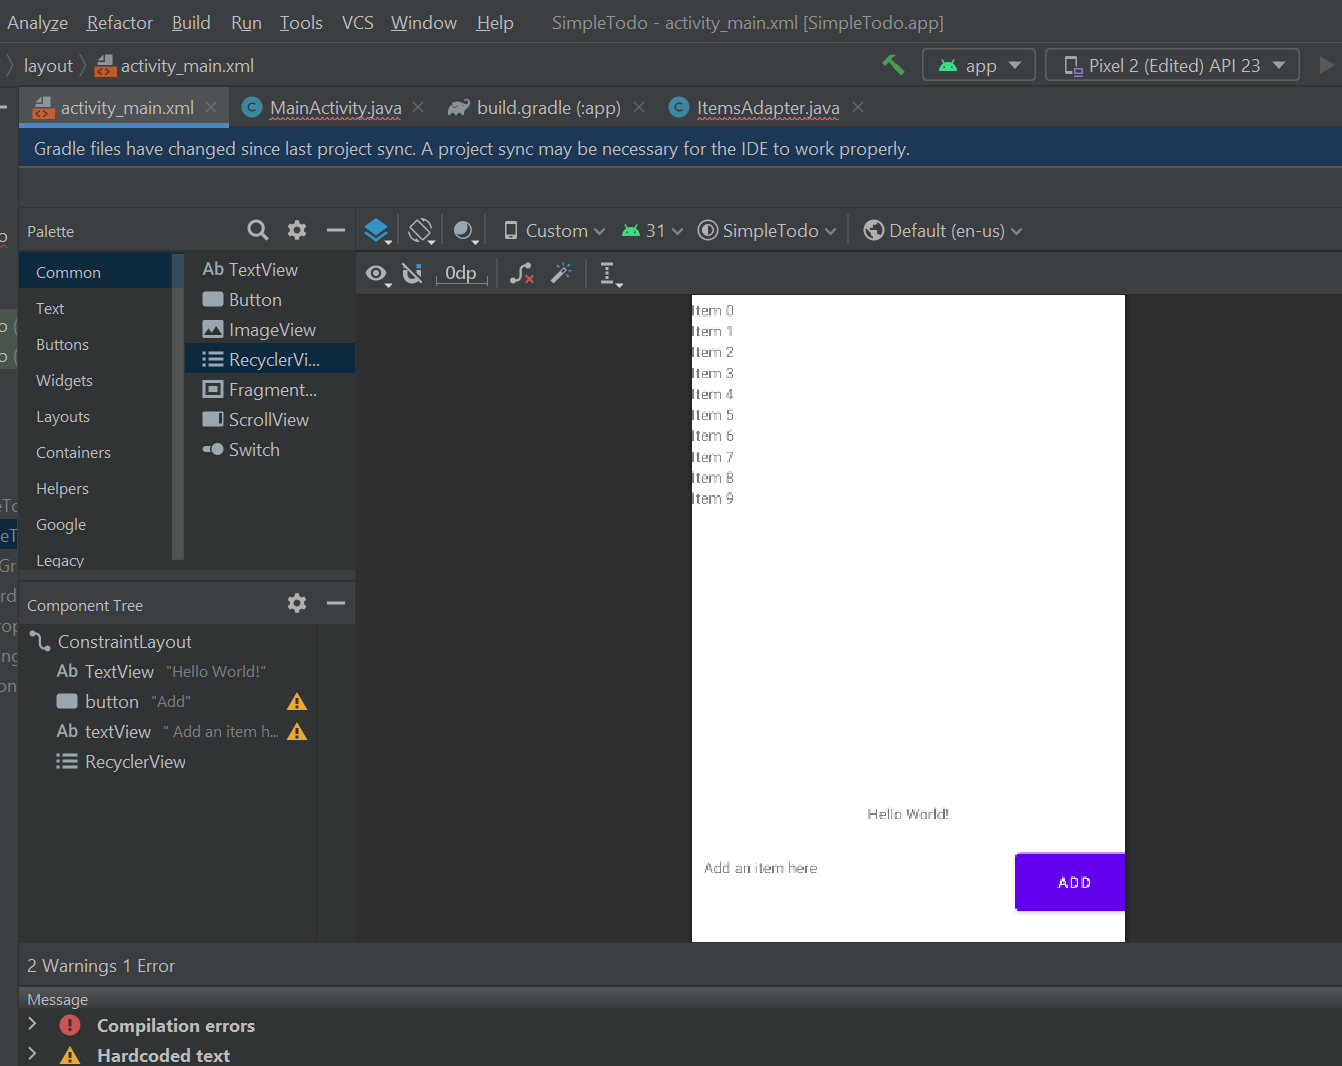 Analyze Refactor Build Run Tools VCS Window Help SimpleTodo - activity_main.xml [SimpleTodo.app]
layout activity_main.xml app Pixel 2 (Edited) API 23
activity_main.xml MainActivity.java build.gradle (:app) ItemsAdapter.java
Gradle files have changed since last project sync. A project sync may be necessary for the IDE to work properly.
Palette Custom 31 SimpleTodo Default (en-us)
0dp
Common
Text
Buttons
Widgets
Layouts
Containers
Helpers
Google
Legacy
Ab TextView
Button
ImageView
RecyclerVi...
Fragment...
ScrollView
Switch
Component Tree
ConstraintLayout
Ab TextView "Hello World!"
button "Add"
Ab textView " Add an item h...
RecyclerView
Item 0
Item 1
Item 2
Item 3
Item 4
Item 5
Item 6
Item 7
Item 8
Item 9
Hello World!
Add an item here
ADD
2 Warnings 1 Error
Message
Compilation errors
Hardcoded text